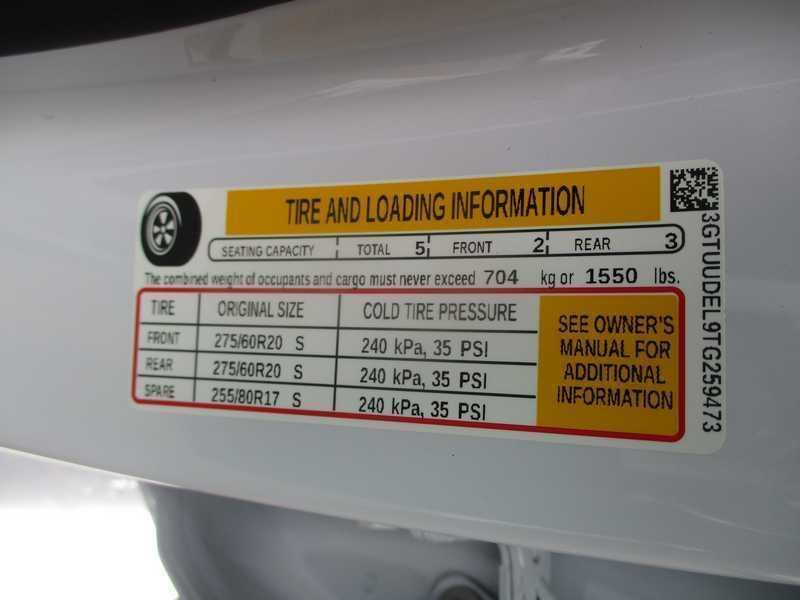 TIRE AND LOADING INFORMATION
SEATING CAPACITY TOTAL 5 FRONT 2 REAR 3
The combined weight of occupants and cargo must never exceed 704 kg or 1550 lbs.
TIRE ORIGINAL SIZE COLD TIRE PRESSURE
FRONT 275/60R20 S 240 kPa, 35 PSI
REAR 275/60R20 S 240 kPa, 35 PSI
SPARE 255/80R17 S 240 kPa, 35 PSI
SEE OWNER'S
MANUAL FOR
ADDITIONAL
INFORMATION
3GTUUDEL9TG259473